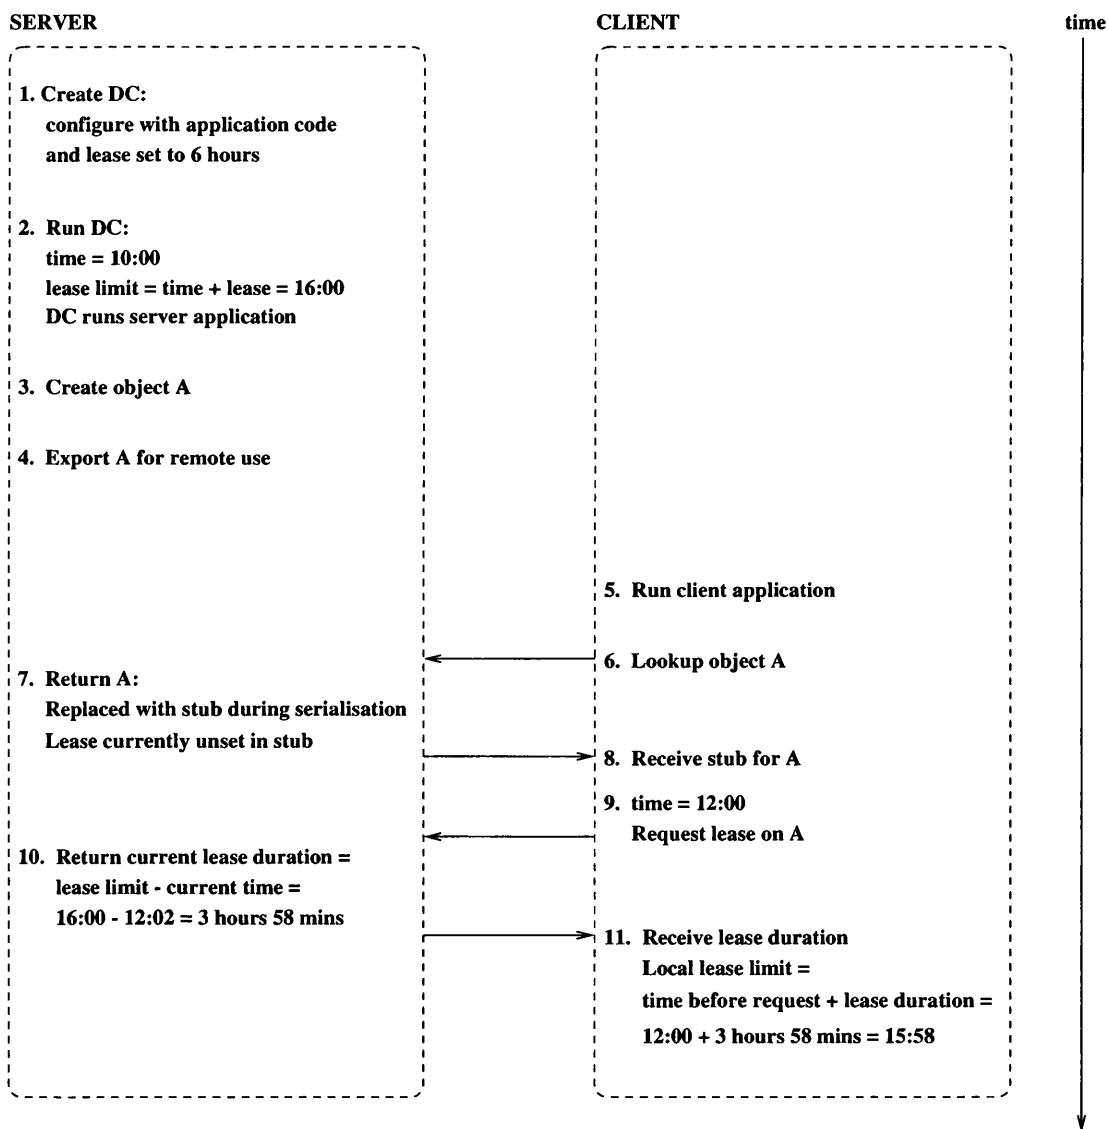 SERVER
CLIENT
time
1. Create DC:
configure with application code
and lease set to 6 hours
2. Run DC:
time = 10:00
lease limit = time + lease = 16:00
DC runs server application
3. Create object A
4. Export A for remote use
5. Run client application
6. Lookup object A
7. Return A:
Replaced with stub during serialisation
Lease currently unset in stub
8. Receive stub for A
9. time = 12:00
Request lease on A
10. Return current lease duration =
lease limit - current time =
16:00 - 12:02 = 3 hours 58 mins
11. Receive lease duration
Local lease limit =
time before request + lease duration =
12:00 + 3 hours 58 mins = 15:58